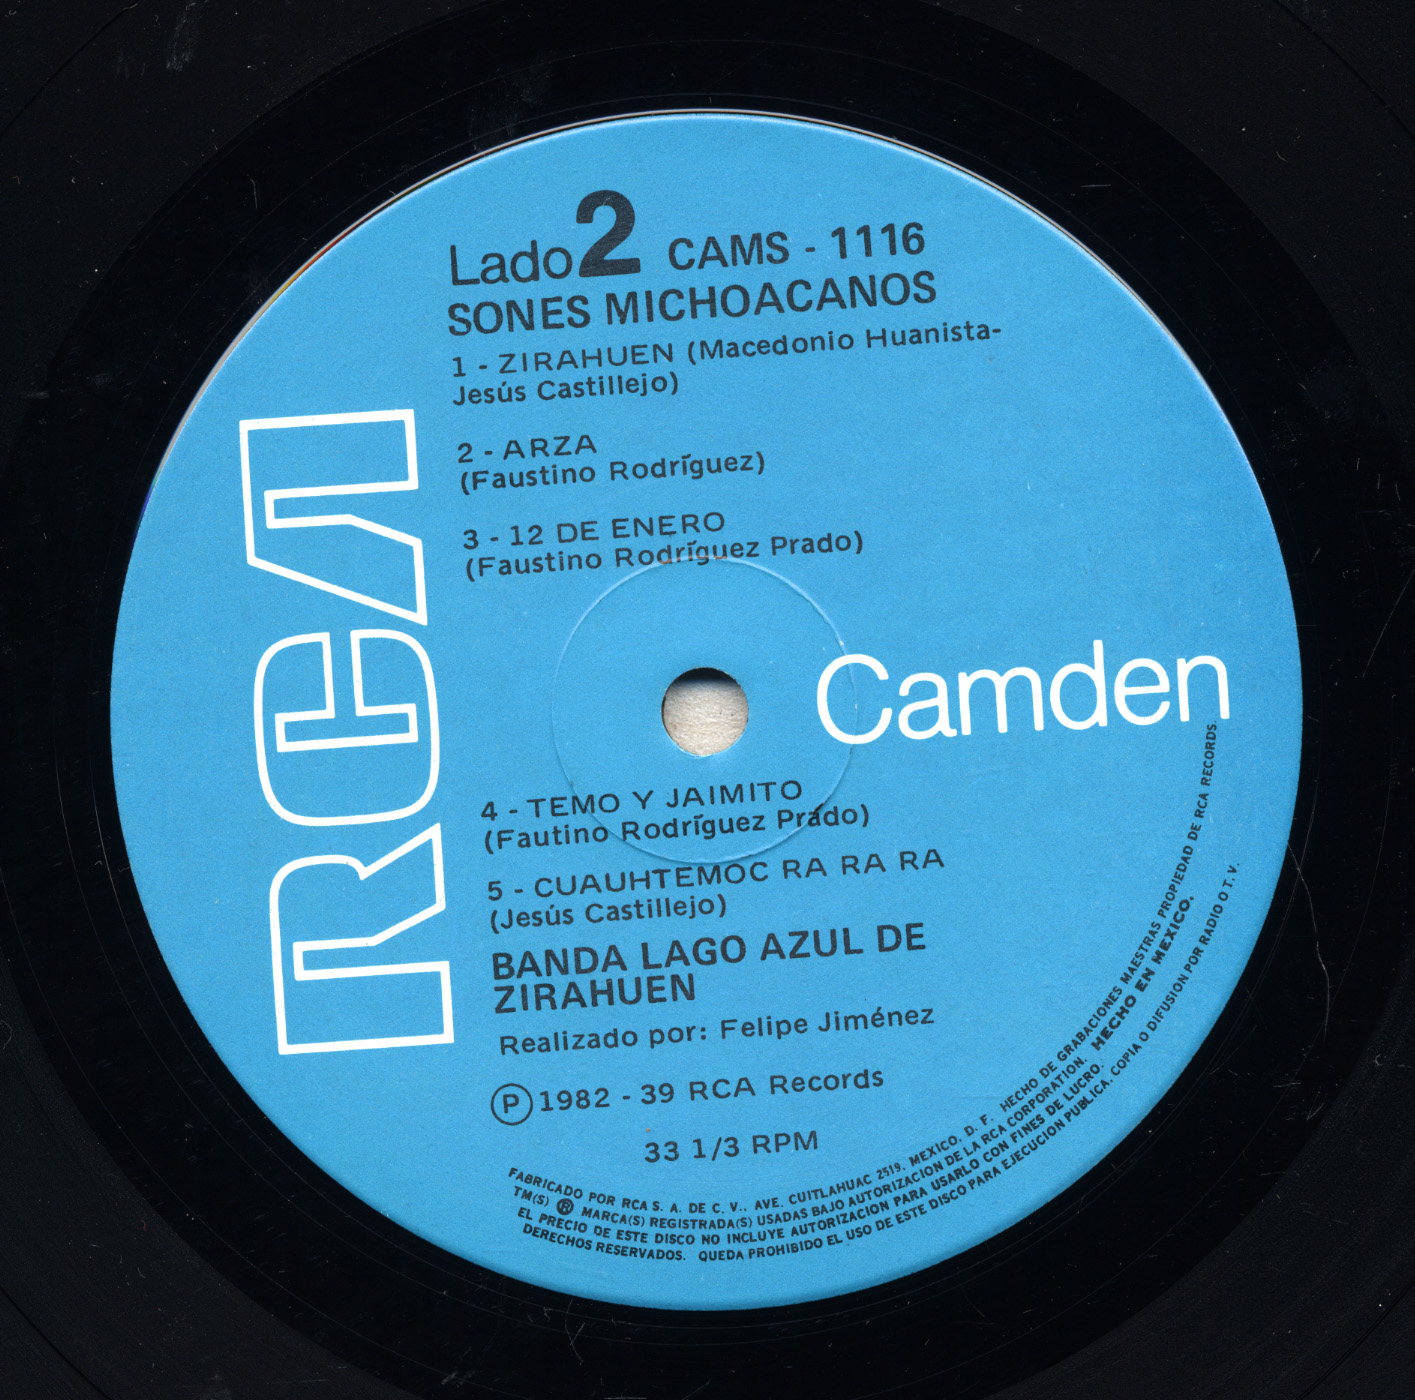 Lado 2 CAMS - 1116
SONES MICHOACANOS
1 - ZIRAHUEN (Macedonio Huanista-
Jesús Castillejo)
2 - ARZA
(Faustino Rodríguez)
3 - 12 DE ENERO
(Faustino Rodríguez Prado)
RCA
Camden
4 - TEMO Y JAIMITO
(Fautino Rodríguez Prádo)
5 - CUAUHTEMOC RA RA RA
(Jesús Castillejo)
BANDA LAGO AZUL DE
ZIRAHUEN
Realizado por: Felipe Jiménez
Ⓟ 1982 - 39 RCA Records
33 1/3 RPM
FABRICADO POR RCA S. A. DE C. V., AVE. CUITLAHUAC 2519, MEXICO, D. F. HECHO DE GRABACIONES MAESTRAS PROPIEDAD DE RCA RECORDS.
TM(S) ® MARCA(S) REGISTRADA(S) USADAS BAJO AUTORIZACION DE LA RCA CORPORATION. HECHO EN MEXICO.
EL PRECIO DE ESTE DISCO NO INCLUYE AUTORIZACION PARA USARLO CON FINES DE LUCRO.
DERECHOS RESERVADOS. QUEDA PROHIBIDO EL USO DE ESTE DISCO PARA EJECUCION PUBLICA, COPIA O DIFUSION POR RADIO O T. V.